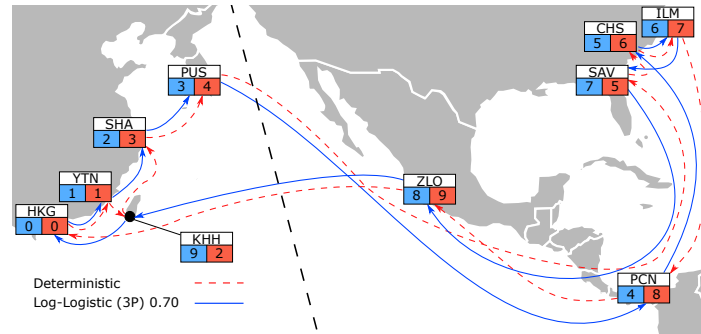 ILM
6 7
CHS
5 6
SAV
7 5
PUS
3 4
SHA
2 3
YTN
1 1
ZLO
8 9
HKG
0 0
KHH
9 2
PCN
4 8
Deterministic
Log-Logistic (3P) 0.70